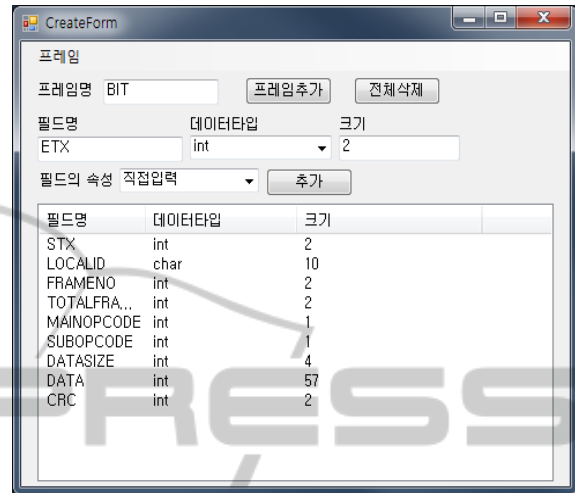 CreateForm
프레임
프레임명 BIT 프레임추가 전체삭제
필드명 데이터타입 크기
ETX int 2
필드의 속성 직접입력 추가
필드명 데이터타입 크기
STX int 2
LOCALID char 10
FRAMENO int 2
TOTALFRA... int 2
MAINOPCODE int 1
SUBOPCODE int 1
DATASIZE int 4
DATA int 57
CRC int 2
PRESS